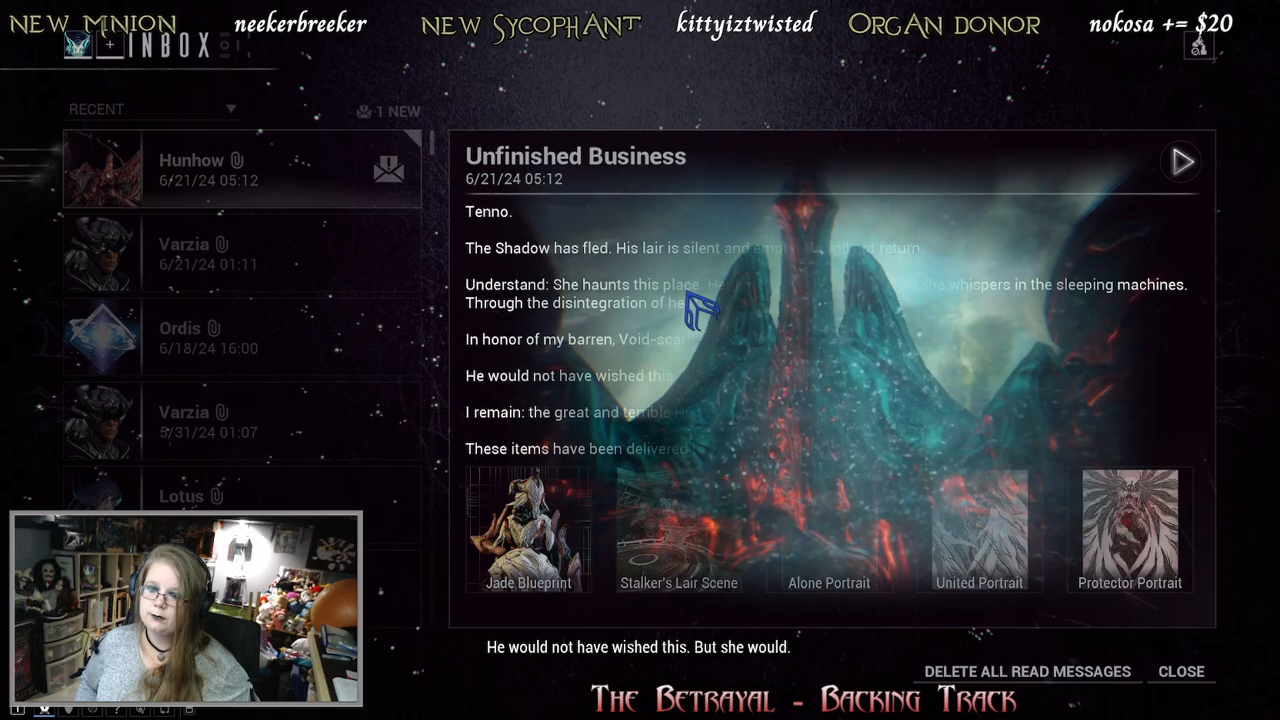 NEW MINION neekerbreeker NEW SYCOPHANT kittyiztwisted ORGAN DONOR nokosa += $20
INBOX
RECENT
1 NEW
Hunhow
6/21/24 05:12
Varzia
6/21/24 01:11
Ordis
6/18/24 16:00
Varzia
5/31/24 01:07
Lotus
Unfinished Business
6/21/24 05:12
Tenno.
The Shadow has fled. His lair is silent and empty. He will not return.
Understand: She haunts this place. She whispers in the sleeping machines.
Through the disintegration of
In honor of my barren, Void-scar
He would not have wished this
I remain: the great and terrible
These items have been delivered
Jade Blueprint
Stalker's Lair Scene
Alone Portrait
United Portrait
Protector Portrait
He would not have wished this. But she would.
DELETE ALL READ MESSAGES CLOSE
The Betrayal - Backing Track